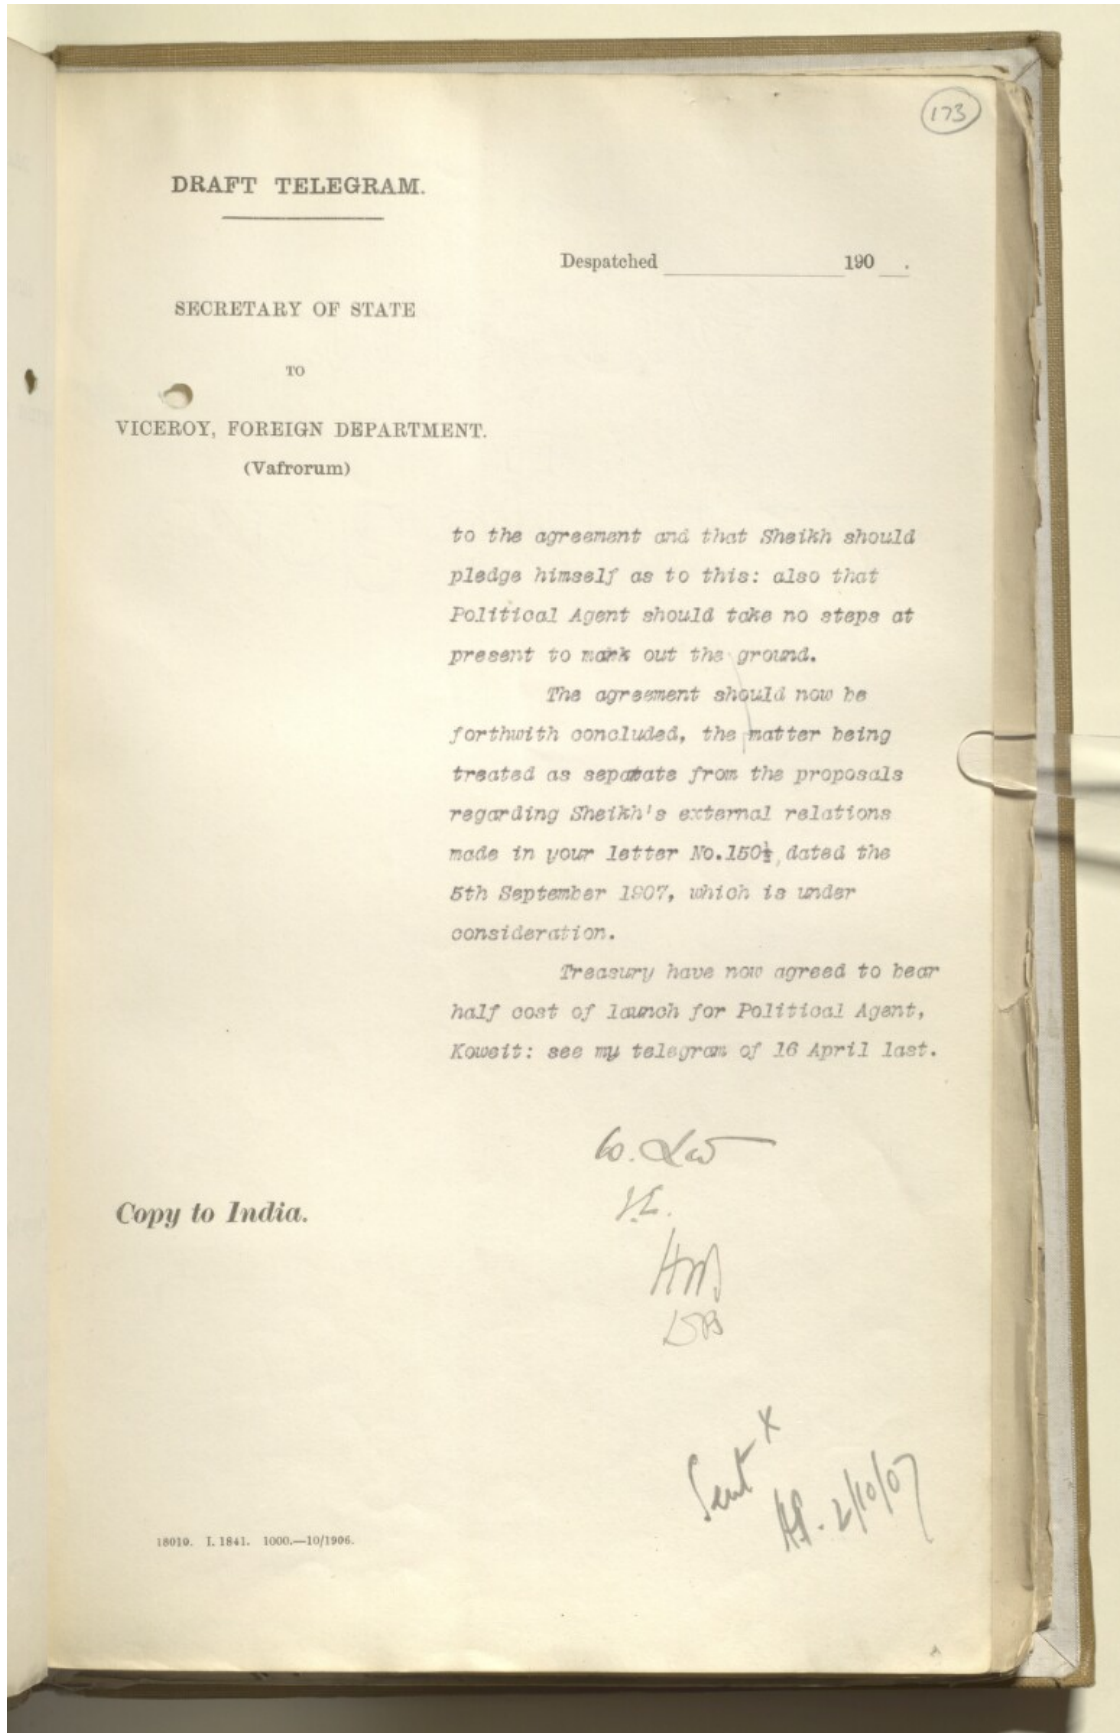 173
DRAFT TELEGRAM.
Despatched 190 .
SECRETARY OF STATE
TO
VICEROY, FOREIGN DEPARTMENT.
(Vafrorum)
to the agreement and that Sheikh should
pledge himself as to this: also that
Political Agent should take no steps at
present to mark out the ground.
The agreement should now be
forthwith concluded, the matter being
treated as separate from the proposals
regarding Sheikh's external relations
made in your letter No.150½, dated the
5th September 1907, which is under
consideration.
Treasury have now agreed to bear
half cost of launch for Political Agent,
Koweit: see my telegram of 16 April last.
Copy to India.
Sent x
2/10/07
18019. I. 1841. 1000.—10/1906.